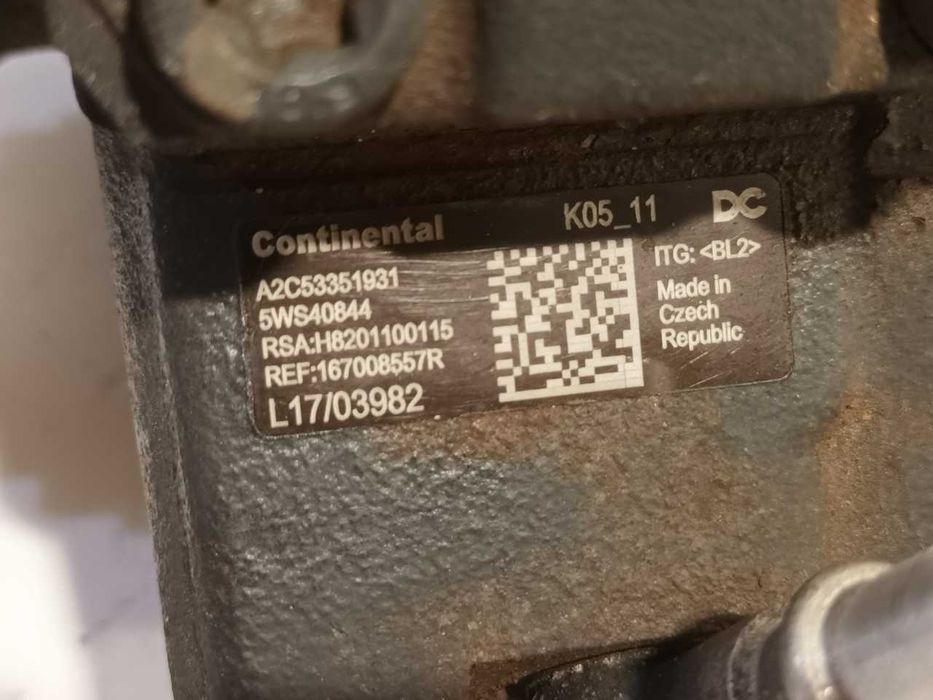 Continental
K05_11
DC
A2C53351931
5WS40844
RSA:H8201100115
REF:167008557R
L17/03982
ITG: <BL2>
Made in
Czech
Republic